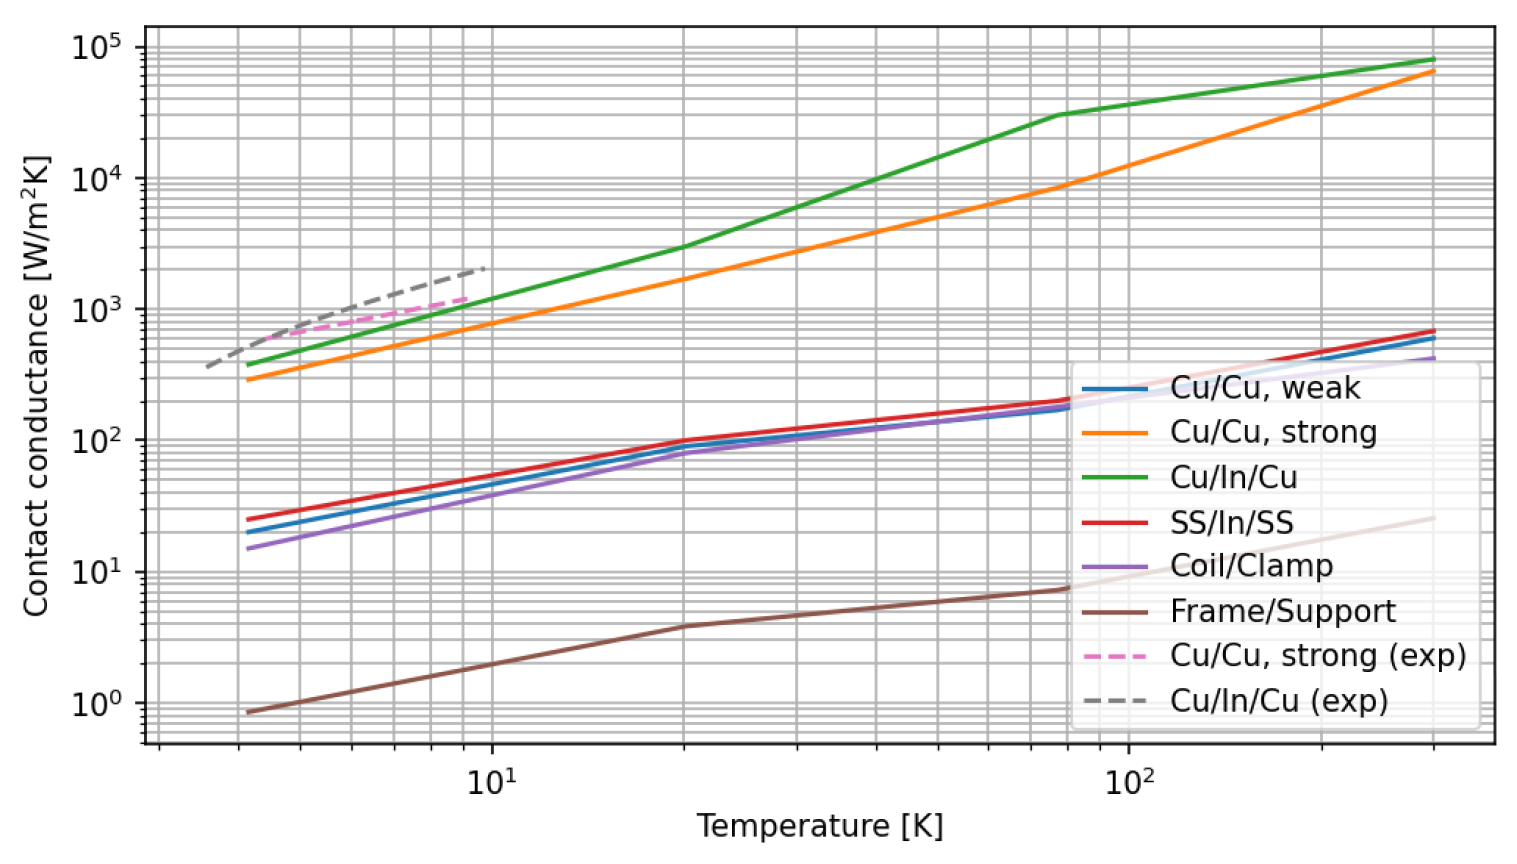 Contact conductance [W/m²K]
10⁵
10⁴
10³
10²
10¹
10⁰
10¹
10²
Temperature [K]
Cu/Cu, weak
Cu/Cu, strong
Cu/In/Cu
SS/In/SS
Coil/Clamp
Frame/Support
Cu/Cu, strong (exp)
Cu/In/Cu (exp)